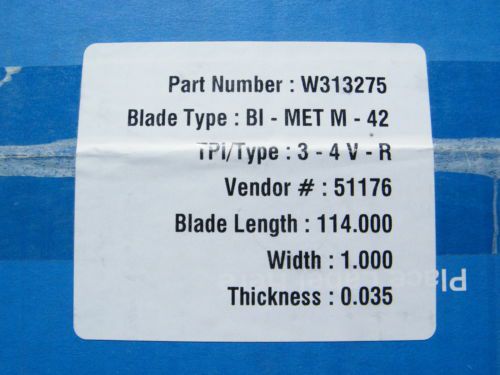 Part Number : W313275
Blade Type : BI - MET M - 42
TPI/Type : 3 - 4 V - R
Vendor # : 51176
Blade Length : 114.000
Width : 1.000
Thickness : 0.035
Place